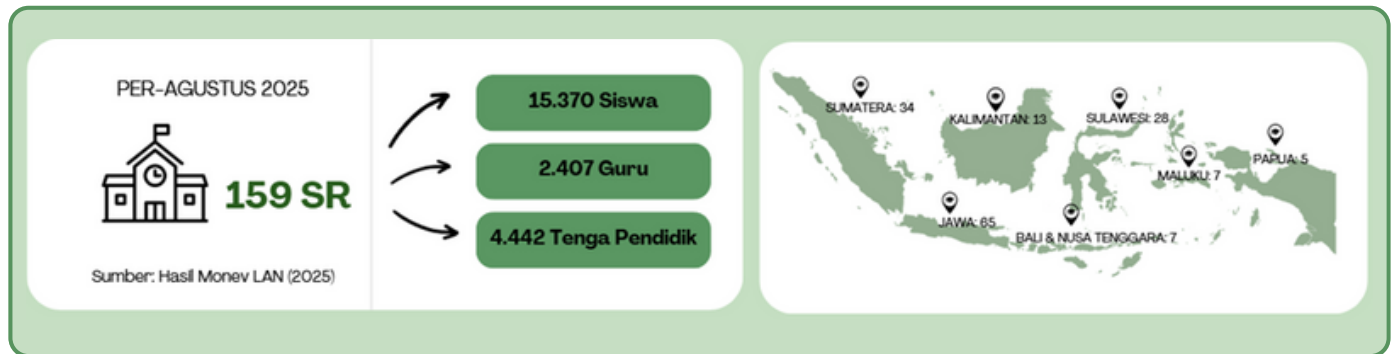 PER-AGUSTUS 2025
159 SR
Sumber: Hasil Monev LAN (2025)
15.370 Siswa
2.407 Guru
4.442 Tenga Pendidik
SUMATERA: 34
KALIMANTAN: 13
SULAWESI: 28
PAPUA: 5
MALUKU: 7
JAWA: 65
BALI & NUSA TENGGARA: 7